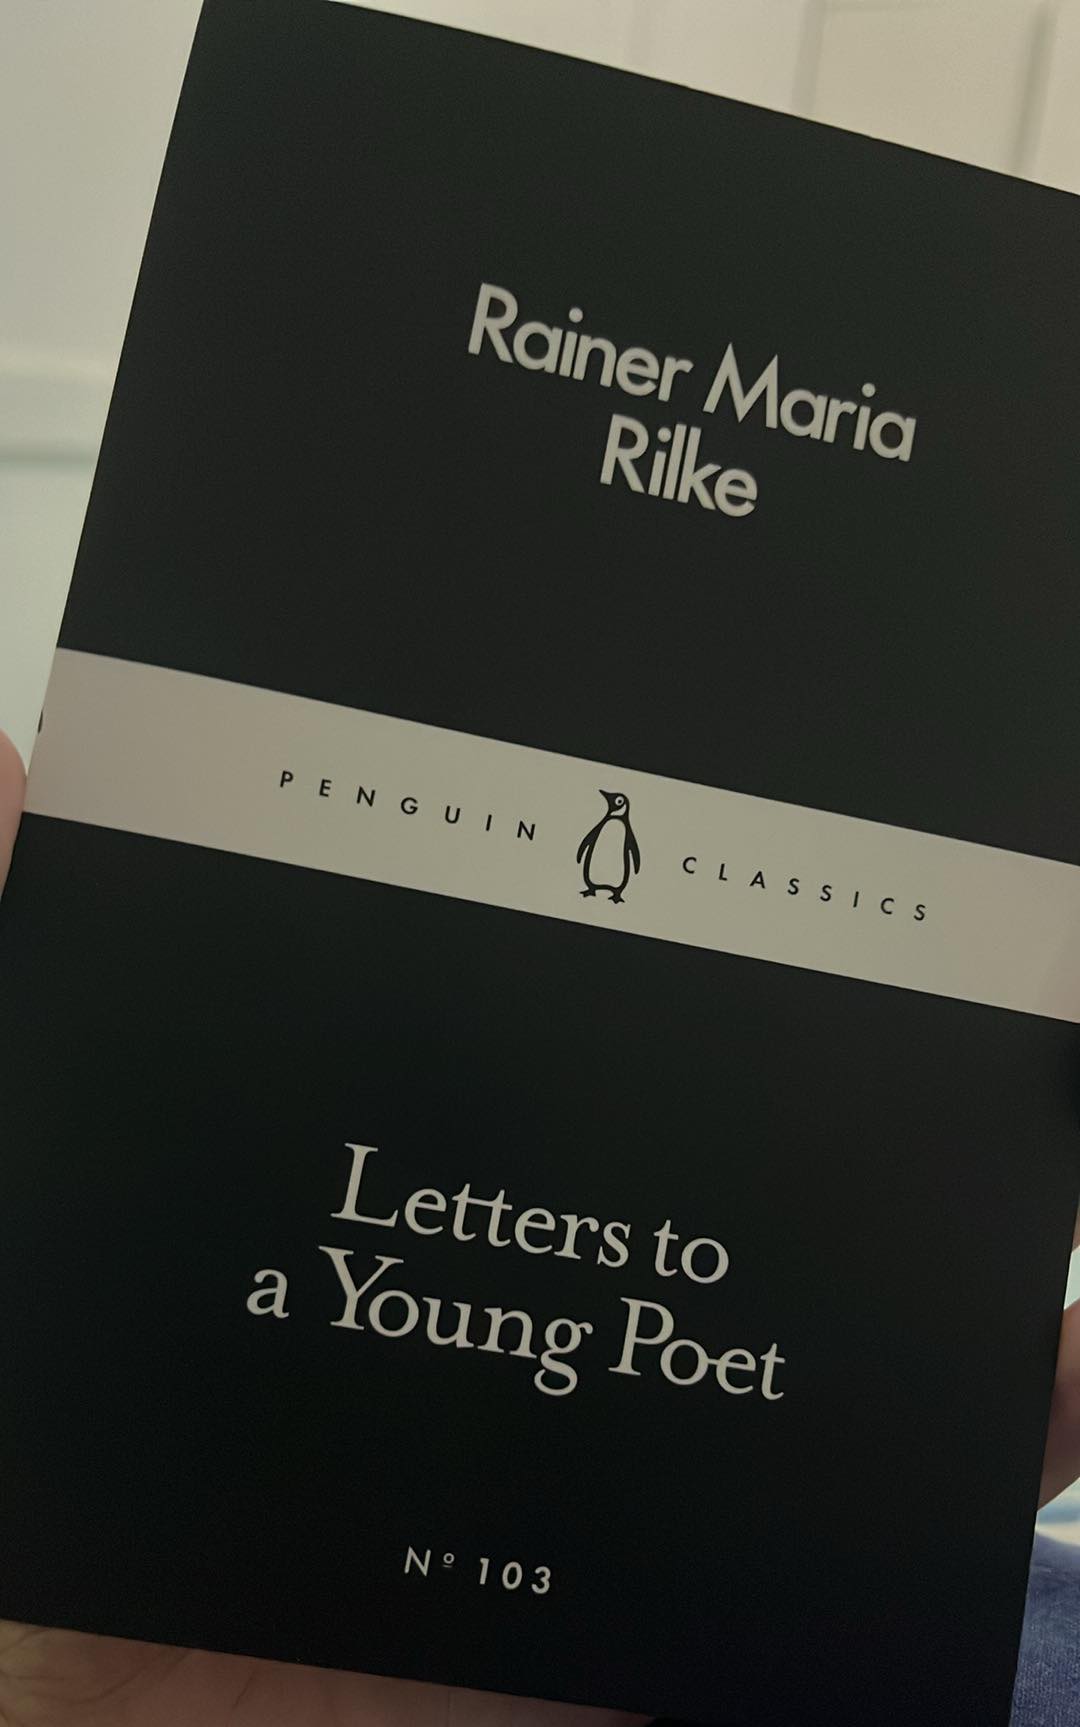 Rainer Maria
Rilke
PENGUIN CLASSICS
Letters to
a Young Poet
Nº 103